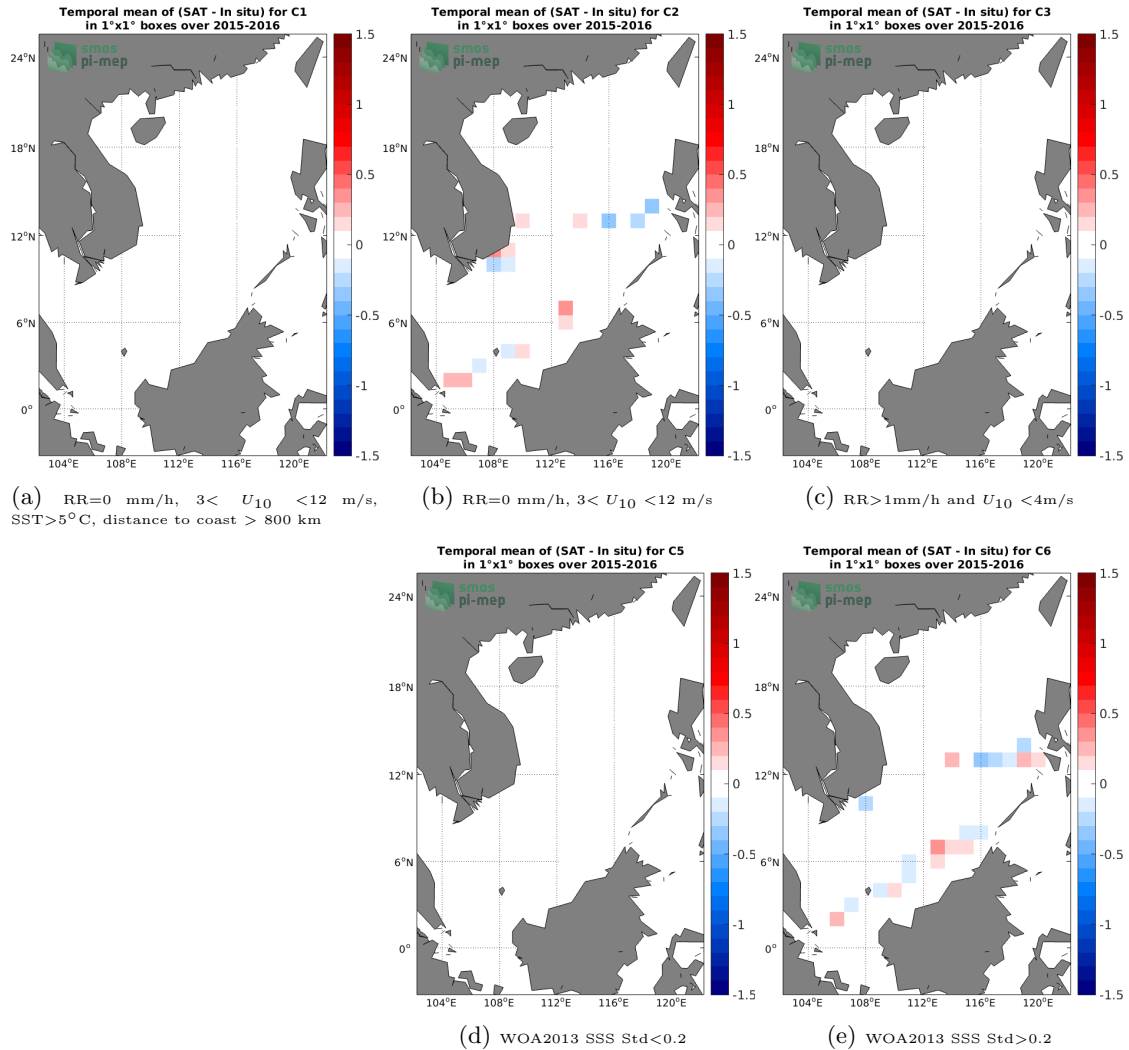 Temporal mean of (SAT - In situ) for C1
in 1°x1° boxes over 2015-2016
smos
pi-mep
24°N
18°N
12°N
6°N
0°
104°E 108°E 112°E 116°E 120°E
1.5
1
0.5
0
-0.5
-1
-1.5
(a) RR=0 mm/h, 3< U10 <12 m/s,
SST>5°C, distance to coast > 800 km
Temporal mean of (SAT - In situ) for C2
in 1°x1° boxes over 2015-2016
smos
pi-mep
24°N
18°N
12°N
6°N
0°
104°E 108°E 112°E 116°E 120°E
1.5
1
0.5
0
-0.5
-1
-1.5
(b) RR=0 mm/h, 3< U10 <12 m/s
Temporal mean of (SAT - In situ) for C3
in 1°x1° boxes over 2015-2016
smos
pi-mep
24°N
18°N
12°N
6°N
0°
104°E 108°E 112°E 116°E 120°E
1.5
1
0.5
0
-0.5
-1
-1.5
(c) RR>1mm/h and U10 <4m/s
Temporal mean of (SAT - In situ) for C5
in 1°x1° boxes over 2015-2016
smos
pi-mep
24°N
18°N
12°N
6°N
0°
104°E 108°E 112°E 116°E 120°E
1.5
1
0.5
0
-0.5
-1
-1.5
(d) WOA2013 SSS Std<0.2
Temporal mean of (SAT - In situ) for C6
in 1°x1° boxes over 2015-2016
smos
pi-mep
24°N
18°N
12°N
6°N
0°
104°E 108°E 112°E 116°E 120°E
1.5
1
0.5
0
-0.5
-1
-1.5
(e) WOA2013 SSS Std>0.2